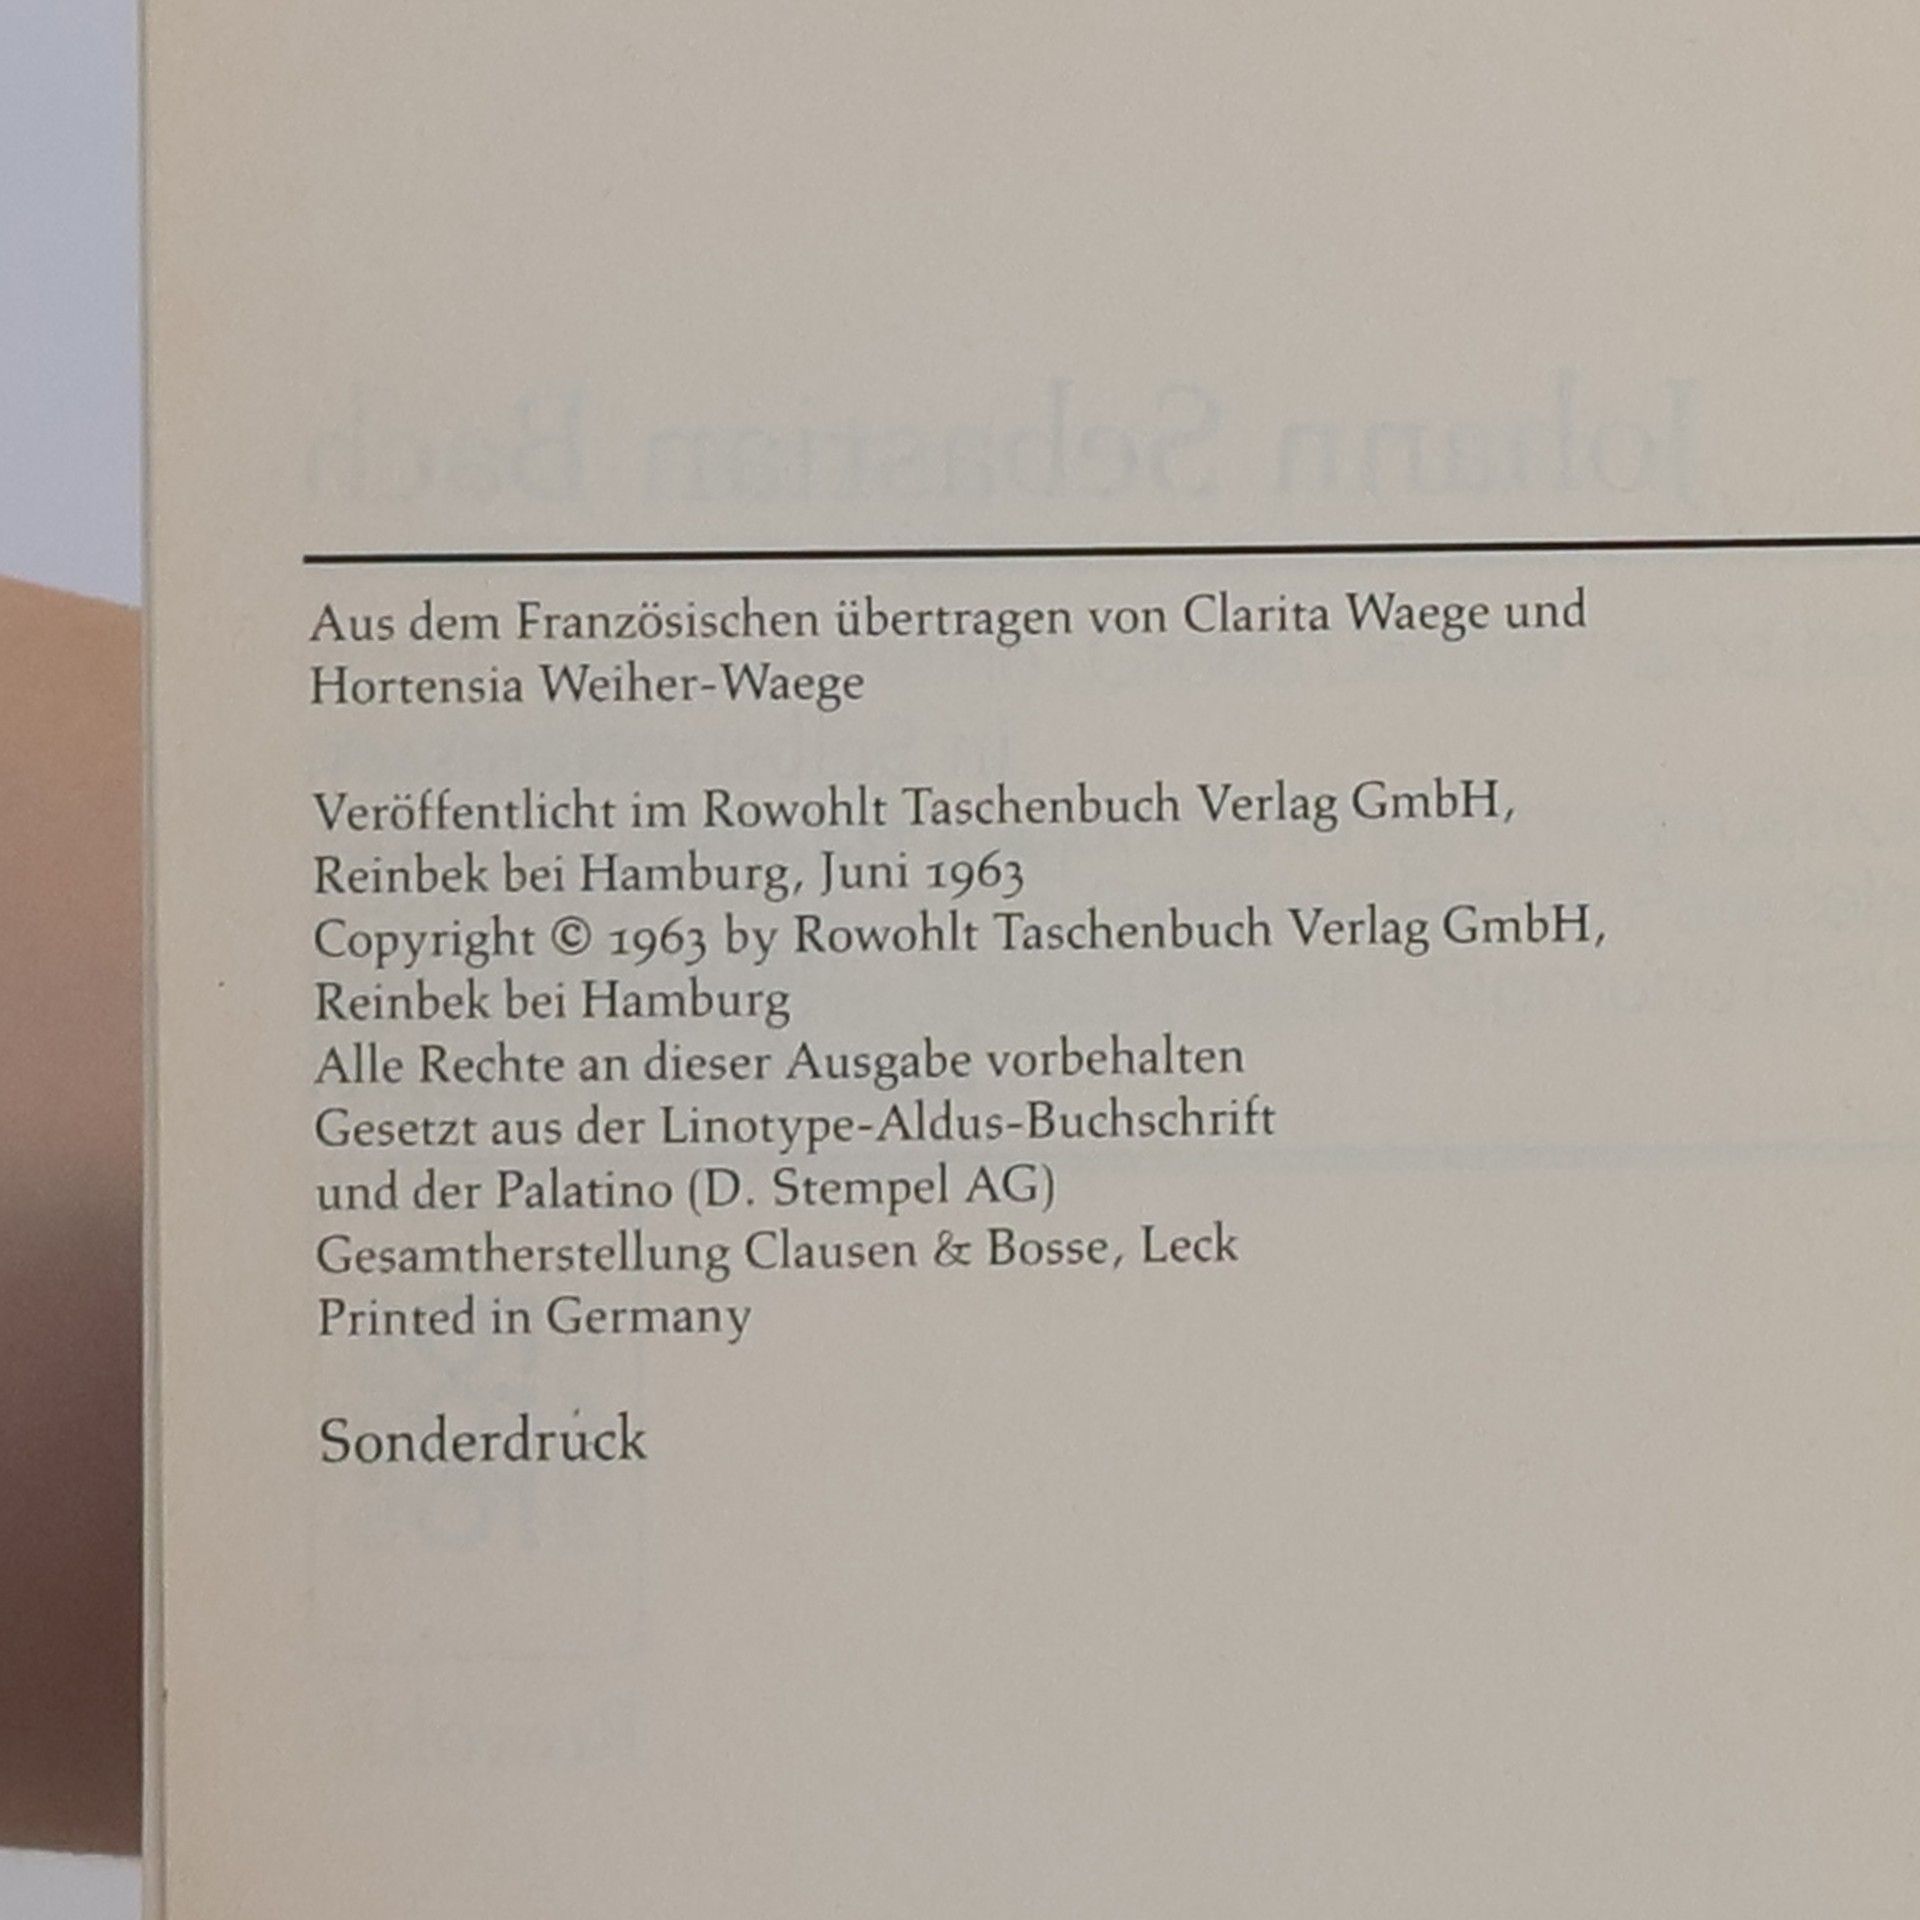 Johann Sebastian Bach
Aus dem Französischen übertragen von Clarita Waege und
Hortensia Weiher-Waege
Veröffentlicht im Rowohlt Taschenbuch Verlag GmbH,
Reinbek bei Hamburg, Juni 1963
Copyright © 1963 by Rowohlt Taschenbuch Verlag GmbH,
Reinbek bei Hamburg
Alle Rechte an dieser Ausgabe vorbehalten
Gesetzt aus der Linotype-Aldus-Buchschrift
und der Palatino (D. Stempel AG)
Gesamtherstellung Clausen & Bosse, Leck
Printed in Germany
Sonderdruck